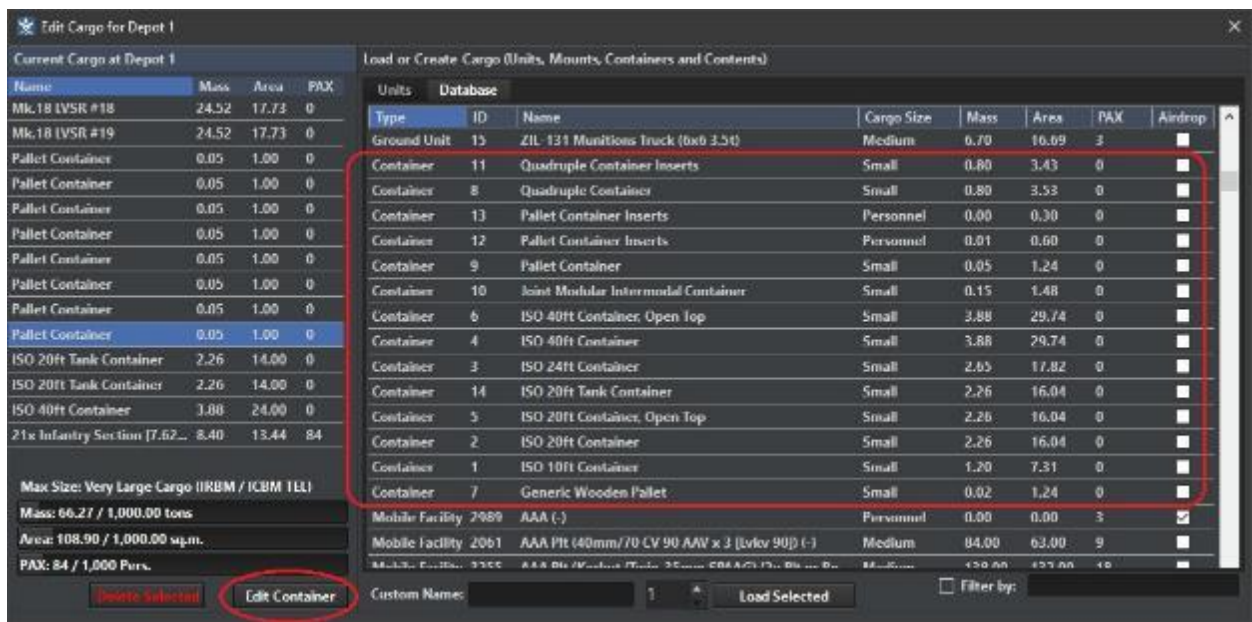 Edit Cargo for Depot 1
Current Cargo at Depot 1
Name Mass Area PAX
Mk.18 LVSR #18 24.52 17.73 0
Mk.18 LVSR #19 24.52 17.73 0
Pallet Container 0.05 1.00 0
Pallet Container 0.05 1.00 0
Pallet Container 0.05 1.00 0
Pallet Container 0.05 1.00 0
Pallet Container 0.05 1.00 0
Pallet Container 0.05 1.00 0
Pallet Container 0.05 1.00 0
Pallet Container 0.05 1.00 0
ISO 20ft Tank Container 2.26 14.00 0
ISO 20ft Tank Container 2.26 14.00 0
ISO 40ft Container 3.88 24.00 0
21x Infantry Section [7.62... 8.40 13.44 84
Max Size: Very Large Cargo (IRBM / ICBM TEL)
Mass: 66.27 / 1,000.00 tons
Area: 108.90 / 1,000.00 sq.m.
PAX: 84 / 1,000 Pers.
Delete Selected
Edit Container
Load or Create Cargo (Units, Mounts, Containers and Contents)
Units Database
Type ID Name Cargo Size Mass Area PAX Airdrop
Ground Unit 15 ZIL-131 Munitions Truck (6x6 3.5t) Medium 6.70 16.69 3
Container 11 Quadruple Container Inserts Small 0.80 3.43 0
Container 8 Quadruple Container Small 0.80 3.53 0
Container 13 Pallet Container Inserts Personnel 0.00 0.30 0
Container 12 Pallet Container Inserts Personnel 0.01 0.60 0
Container 9 Pallet Container Small 0.05 1.24 0
Container 10 Joint Modular Intermodal Container Small 0.15 1.48 0
Container 6 ISO 40ft Container, Open Top Small 3.88 29.74 0
Container 4 ISO 40ft Container Small 3.88 29.74 0
Container 3 ISO 24ft Container Small 2.65 17.82 0
Container 14 ISO 20ft Tank Container Small 2.26 16.04 0
Container 5 ISO 20ft Container, Open Top Small 2.26 16.04 0
Container 2 ISO 20ft Container Small 2.26 16.04 0
Container 1 ISO 10ft Container Small 1.20 7.31 0
Container 7 Generic Wooden Pallet Small 0.02 1.24 0
Mobile Facility 2989 AAA (-) Personnel 0.00 0.00 3
Mobile Facility 2061 AAA Plt (40mm/70 CV 90 AAV x 3 [Lvkv 90]) (-) Medium 84.00 63.00 9
Custom Name: 1 Load Selected Filter by: